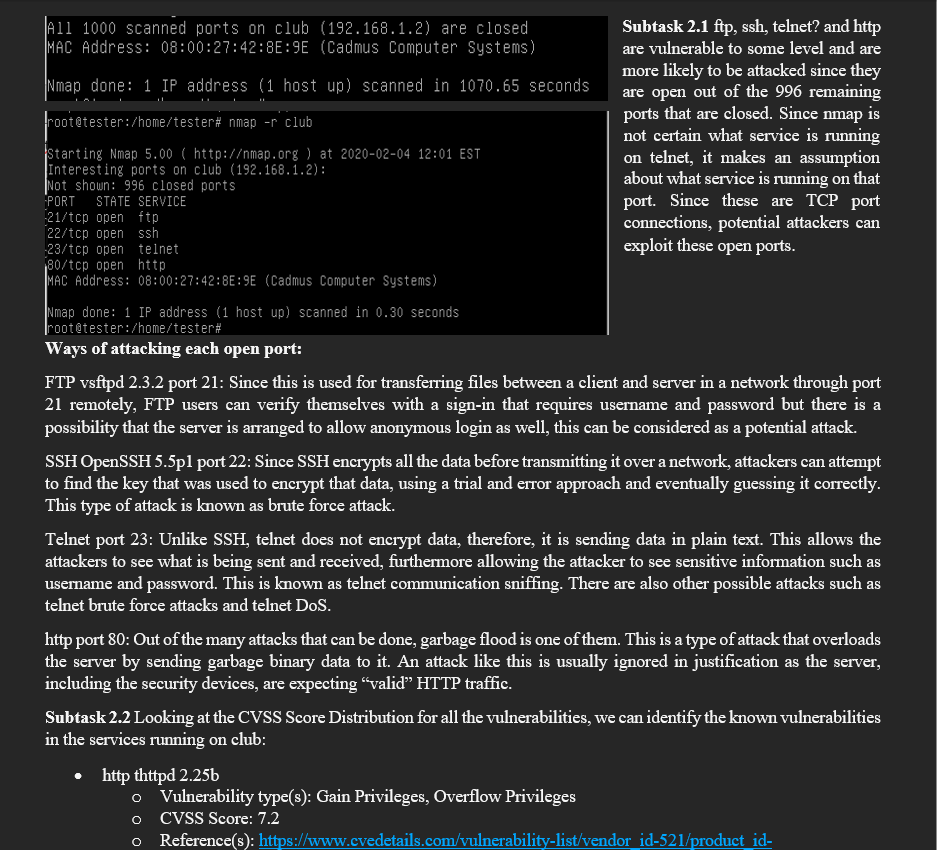 All 1000 scanned ports on club (192.168.1.2) are closed
MAC Address: 08:00:27:42:8E:9E (Cadmus Computer Systems)
Nmap done: 1 IP address (1 host up) scanned in 1070.65 seconds
root@tester:/home/tester# nmap -r club
Starting Nmap 5.00 ( http://nmap.org ) at 2020-02-04 12:01 EST
Interesting ports on club (192.168.1.2):
Not shown: 996 closed ports
PORT STATE SERVICE
21/tcp open ftp
22/tcp open ssh
23/tcp open telnet
80/tcp open http
MAC Address: 08:00:27:42:8E:9E (Cadmus Computer Systems)
Nmap done: 1 IP address (1 host up) scanned in 0.30 seconds
root@tester:/home/tester#
Subtask 2.1 ftp, ssh, telnet? and http
are vulnerable to some level and are
more likely to be attacked since they
are open out of the 996 remaining
ports that are closed. Since nmap is
not certain what service is running
on telnet, it makes an assumption
about what service is running on that
port. Since these are TCP port
connections, potential attackers can
exploit these open ports.
Ways of attacking each open port:
FTP vsftpd 2.3.2 port 21: Since this is used for transferring files between a client and server in a network through port
21 remotely, FTP users can verify themselves with a sign-in that requires username and password but there is a
possibility that the server is arranged to allow anonymous login as well, this can be considered as a potential attack.
SSH OpenSSH 5.5p1 port 22: Since SSH encrypts all the data before transmitting it over a network, attackers can attempt
to find the key that was used to encrypt that data, using a trial and error approach and eventually guessing it correctly.
This type of attack is known as brute force attack.
Telnet port 23: Unlike SSH, telnet does not encrypt data, therefore, it is sending data in plain text. This allows the
attackers to see what is being sent and received, furthermore allowing the attacker to see sensitive information such as
username and password. This is known as telnet communication sniffing. There are also other possible attacks such as
telnet brute force attacks and telnet DoS.
http port 80: Out of the many attacks that can be done, garbage flood is one of them. This is a type of attack that overloads
the server by sending garbage binary data to it. An attack like this is usually ignored in justification as the server,
including the security devices, are expecting “valid” HTTP traffic.
Subtask 2.2 Looking at the CVSS Score Distribution for all the vulnerabilities, we can identify the known vulnerabilities
in the services running on club:
• http thttpd 2.25b
o Vulnerability type(s): Gain Privileges, Overflow Privileges
o CVSS Score: 7.2
o Reference(s): https://www.cvedetails.com/vulnerability-list/vendor_id-521/product_id-